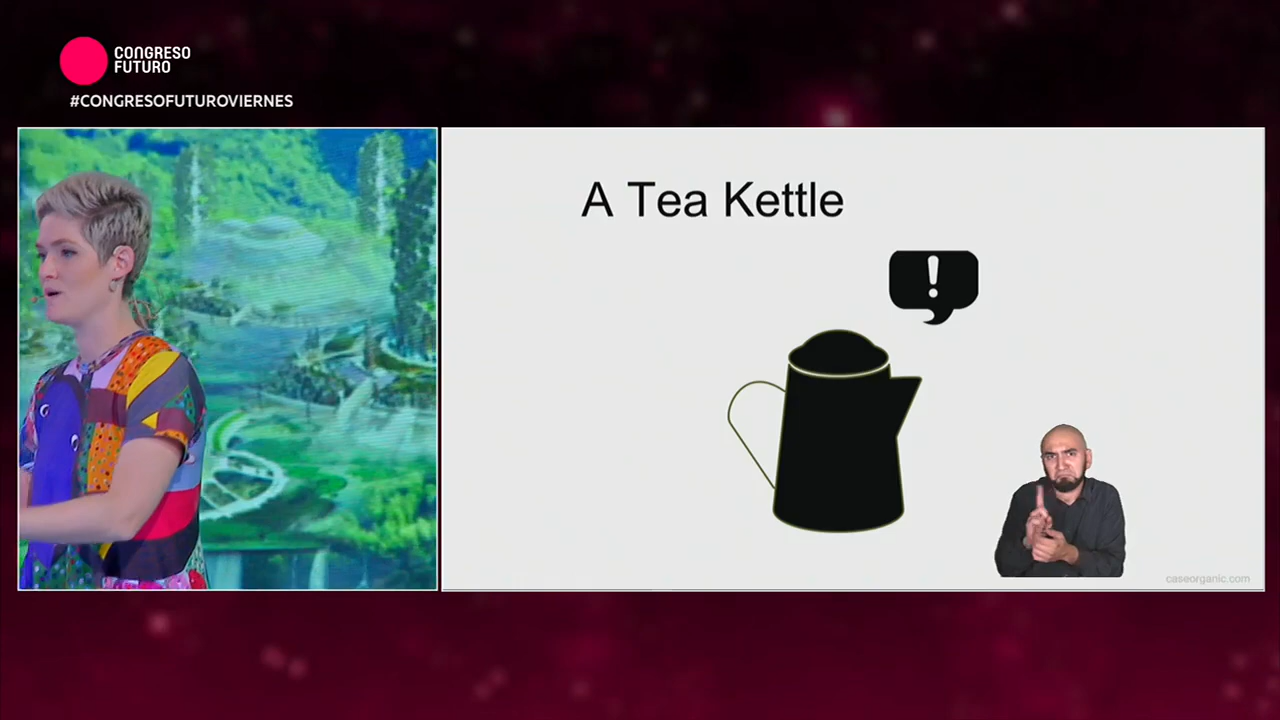 CONGRESO
FUTURO
#CONGRESOFUTUROVIERNES
A Tea Kettle
!
caseorganic.com